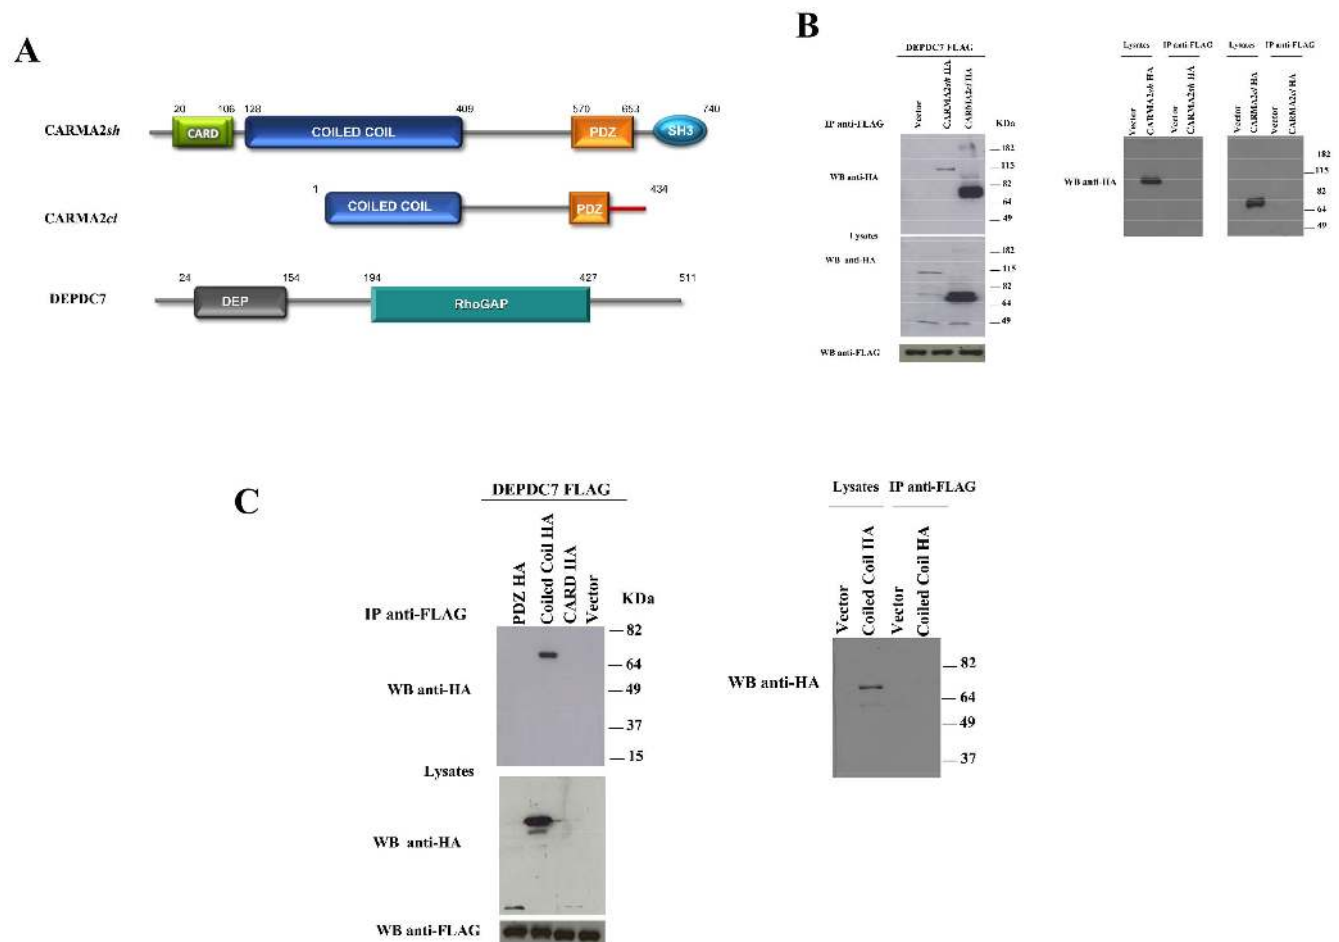 A
20 106 128 409 570 653 740
CARMA2sh CARD COILED COIL PDZ SH3
1 434
CARMA2cl COILED COIL PDZ
24 154 194 427 511
DEPDC7 DEP RhoGAP
B
DEPDC7 FLAG
Vector
CARMA2sh HA
CARMA2cl HA
IP anti-FLAG KDa
182
WB anti-HA 115
82
64
49
Lysates
WB anti-HA 182
115
82
64
49
WB anti-FLAG
Lysates IP anti-FLAG Lysates IP anti-FLAG
Vector
CARMA2sh HA
Vector
CARMA2sh HA
Vector
CARMA2cl HA
Vector
CARMA2cl HA
WB anti-HA
182
115
82
64
49
C
DEPDC7 FLAG
PDZ HA
Coiled Coil HA
CARD HA
Vector
IP anti-FLAG KDa
82
64
WB anti-HA 49
37
15
Lysates
WB anti-HA
WB anti-FLAG
Lysates IP anti-FLAG
Vector
Coiled Coil HA
Vector
Coiled Coil HA
WB anti-HA
82
64
49
37